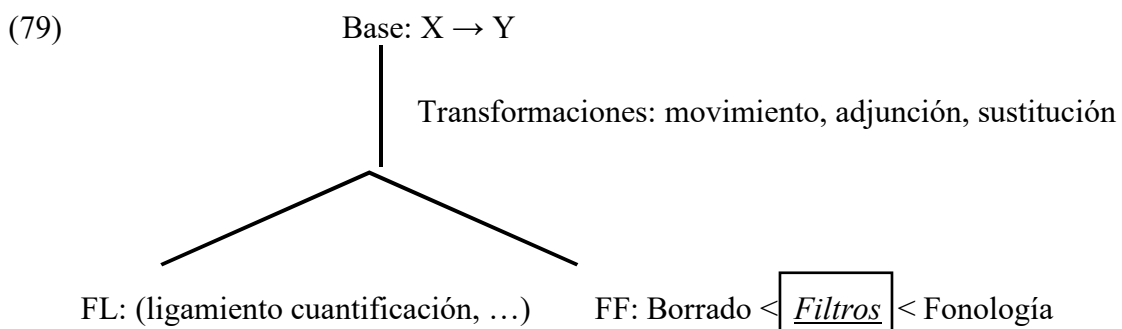 (79) Base: X → Y
Transformaciones: movimiento, adjunción, sustitución
FL: (ligamiento cuantificación, …) FF: Borrado < Filtros < Fonología